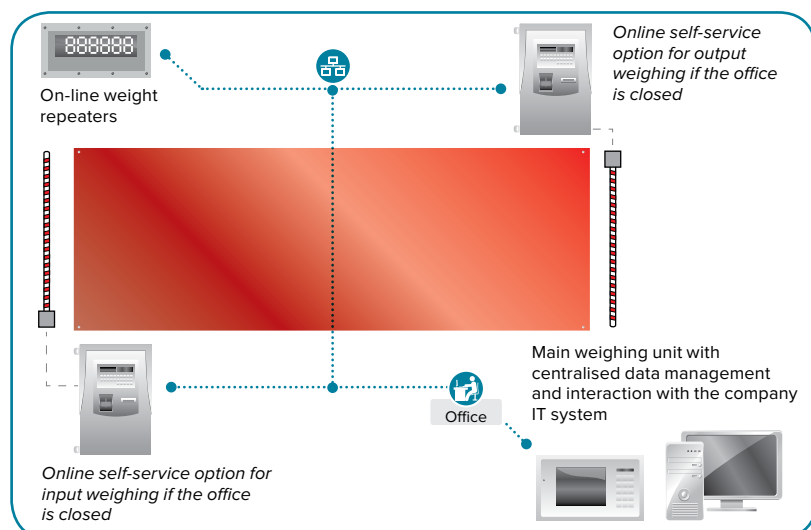 888888
On-line weight
repeaters
Online self-service
option for output
weighing if the office
is closed
Main weighing unit with
centralised data management
and interaction with the company
IT system
Office
Online self-service option for
input weighing if the office
is closed